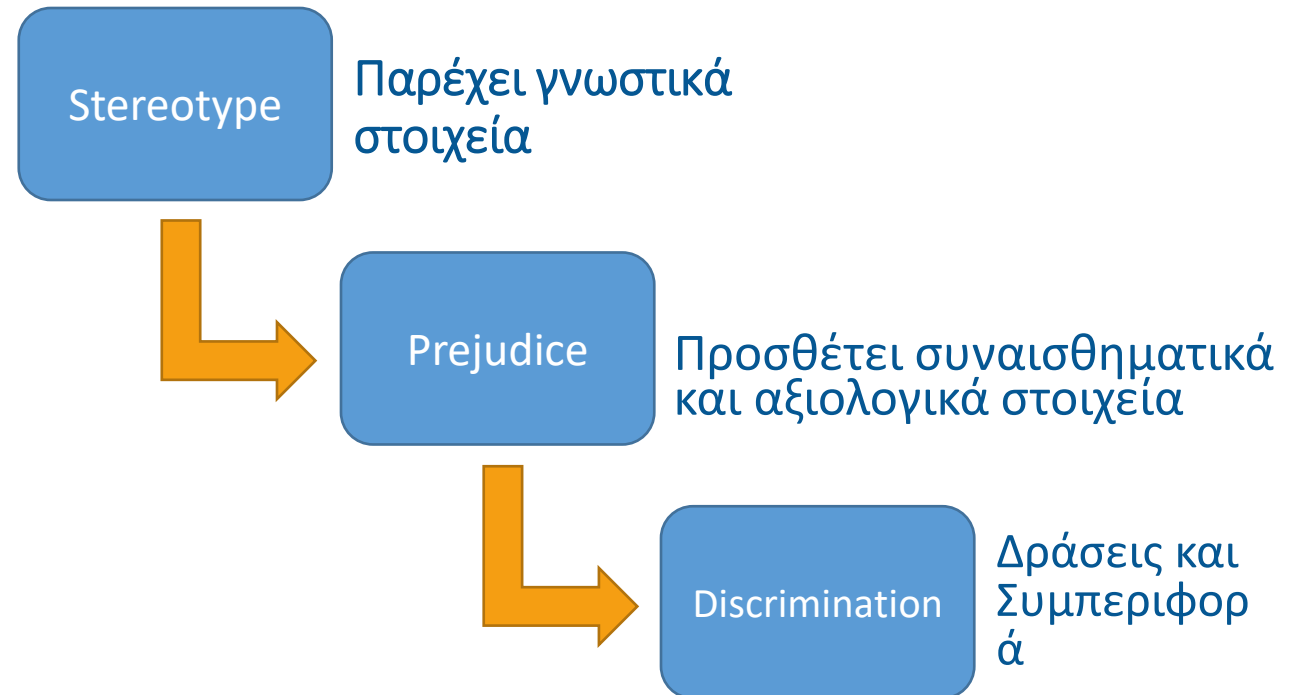 Stereotype
Παρέχει γνωστικά
στοιχεία
Prejudice
Προσθέτει συναισθηματικά
και αξιολογικά στοιχεία
Discrimination
Δράσεις και
Συμπεριφορ
ά